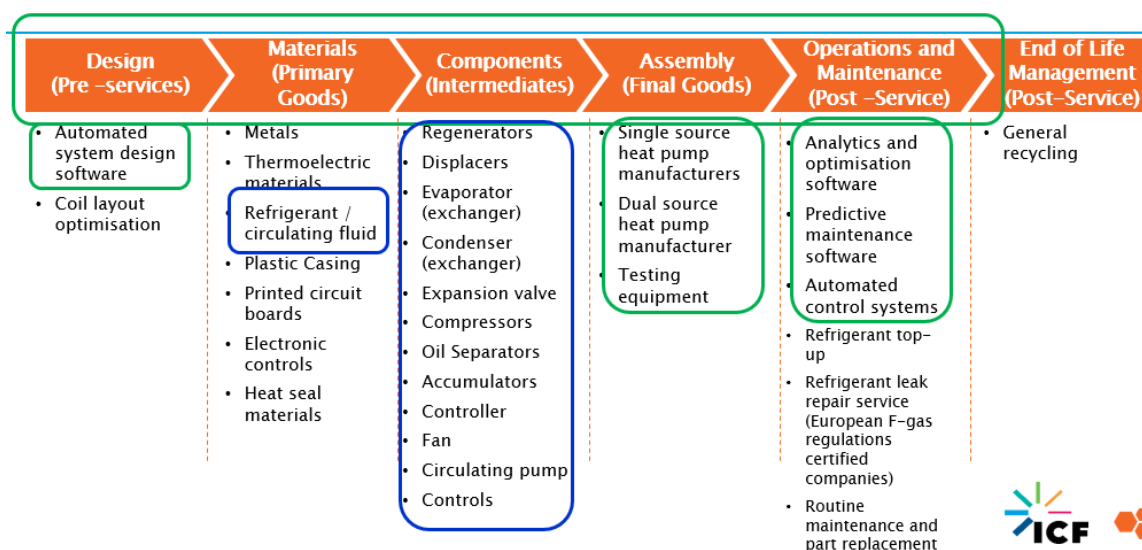 Design
(Pre –services)
Materials
(Primary
Goods)
Components
(Intermediates)
Assembly
(Final Goods)
Operations and
Maintenance
(Post –Service)
End of Life
Management
(Post–Service)
• Automated
system design
software
• Coil layout
optimisation
• Metals
• Thermoelectric
materials
• Refrigerant /
circulating fluid
• Plastic Casing
• Printed circuit
boards
• Electronic
controls
• Heat seal
materials
• Regenerators
• Displacers
• Evaporator
(exchanger)
• Condenser
(exchanger)
• Expansion valve
• Compressors
• Oil Separators
• Accumulators
• Controller
• Fan
• Circulating pump
• Controls
• Single source
heat pump
manufacturers
• Dual source
heat pump
manufacturer
• Testing
equipment
• Analytics and
optimisation
software
• Predictive
maintenance
software
• Automated
control systems
• Refrigerant top-
up
• Refrigerant leak
repair service
(European F-gas
regulations
certified
companies)
• Routine
maintenance and
part replacement
• General
recycling
ICF